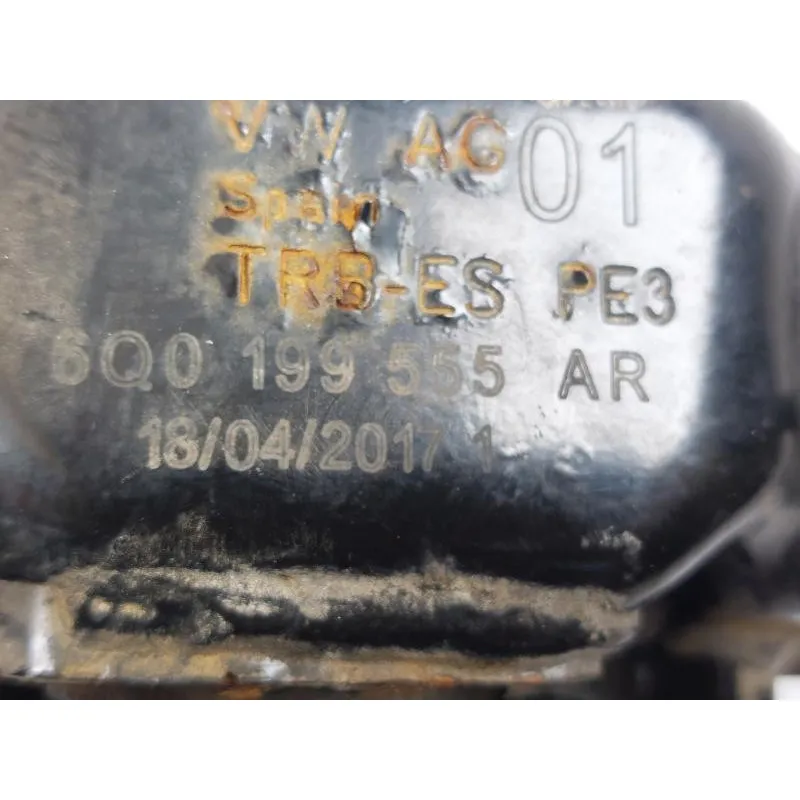 VW AG 01
Spain
TRB-ES PE3
6Q0 199 555 AR
18/04/2017 1